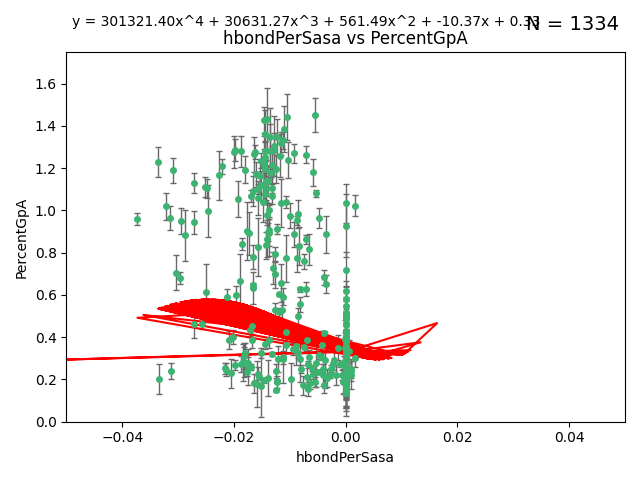 y = 301321.40x^4 + 30631.27x^3 + 561.49x^2 + -10.37x + 0.33
N = 1334
hbondPerSasa vs PercentGpA
PercentGpA
1.6
1.4
1.2
1.0
0.8
0.6
0.4
0.2
0.0
−0.04
−0.02
0.00
0.02
0.04
hbondPerSasa